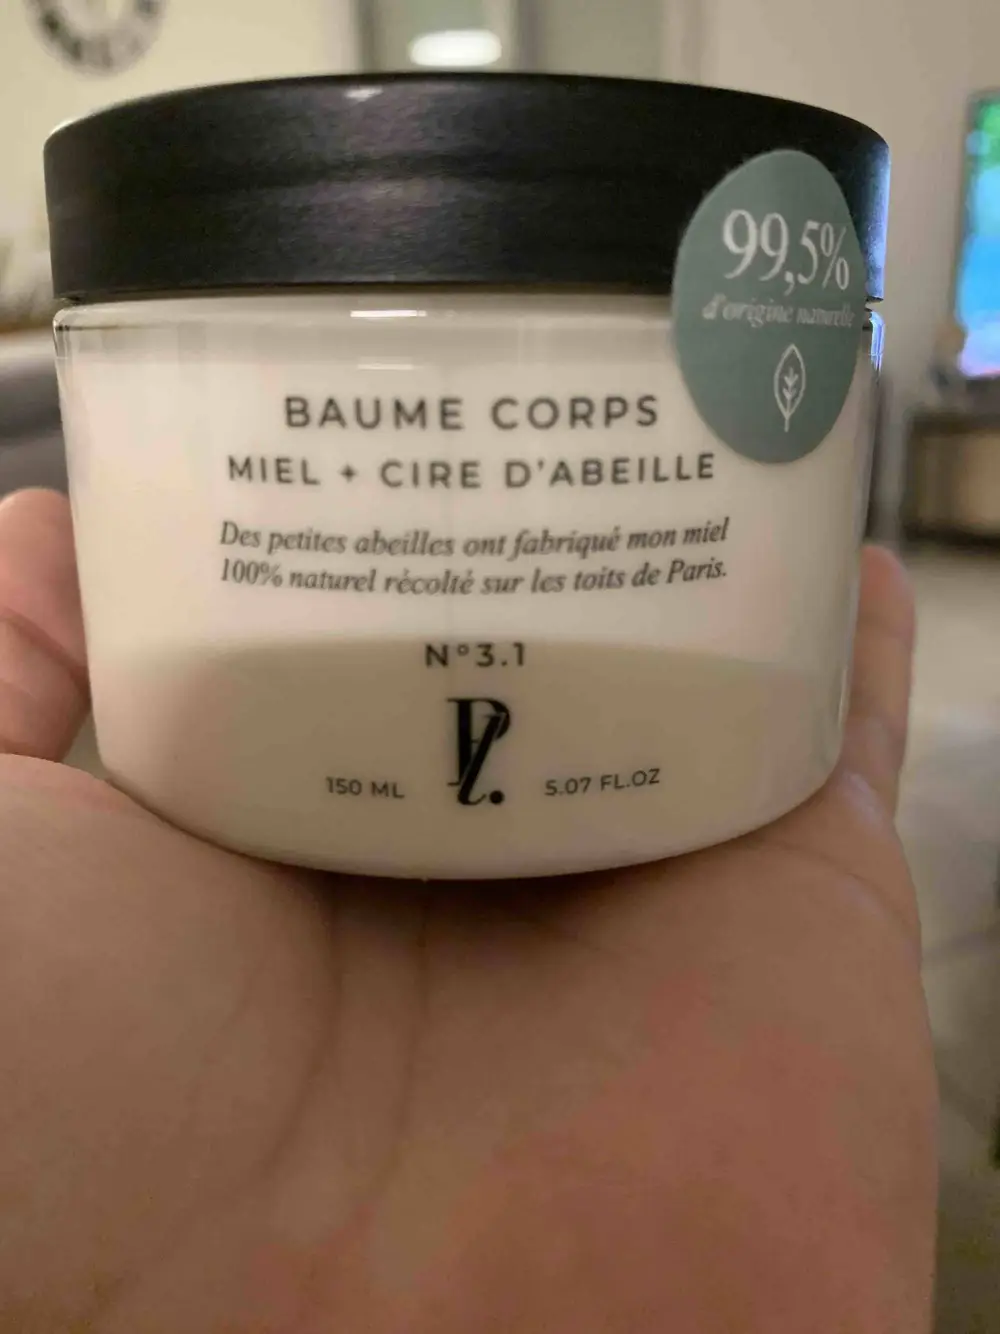 99,5%
d'origine naturelle
BAUME CORPS
MIEL + CIRE D'ABEILLE
Des petites abeilles ont fabriqué mon miel
100% naturel récolté sur les toits de Paris.
N°3.1
150 ML
5.07 FL.OZ